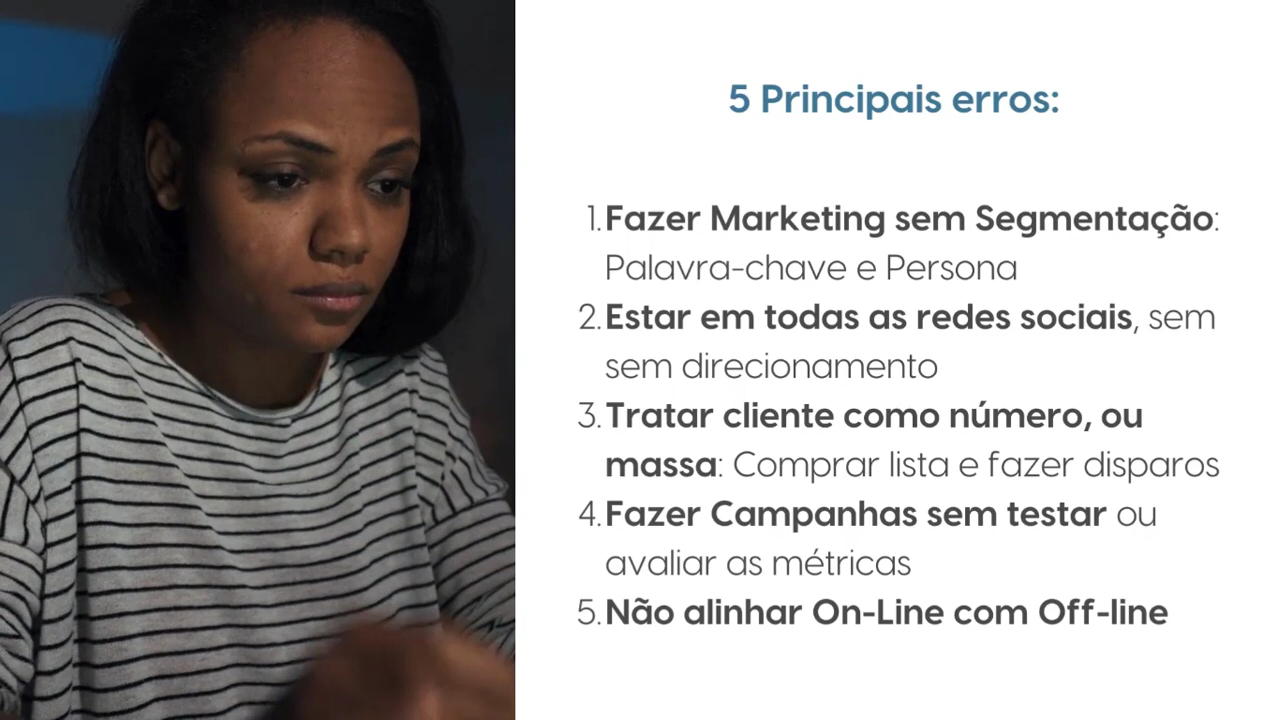 5 Principais erros:
1. Fazer Marketing sem Segmentação:
Palavra-chave e Persona
2. Estar em todas as redes sociais, sem
sem direcionamento
3. Tratar cliente como número, ou
massa: Comprar lista e fazer disparos
4. Fazer Campanhas sem testar ou
avaliar as métricas
5. Não alinhar On-Line com Off-line